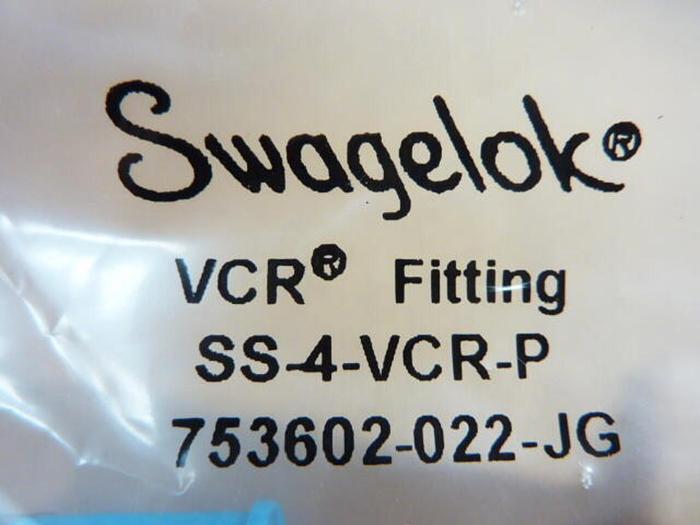 Swagelok®
VCR® Fitting
SS-4-VCR-P
753602-022-JG